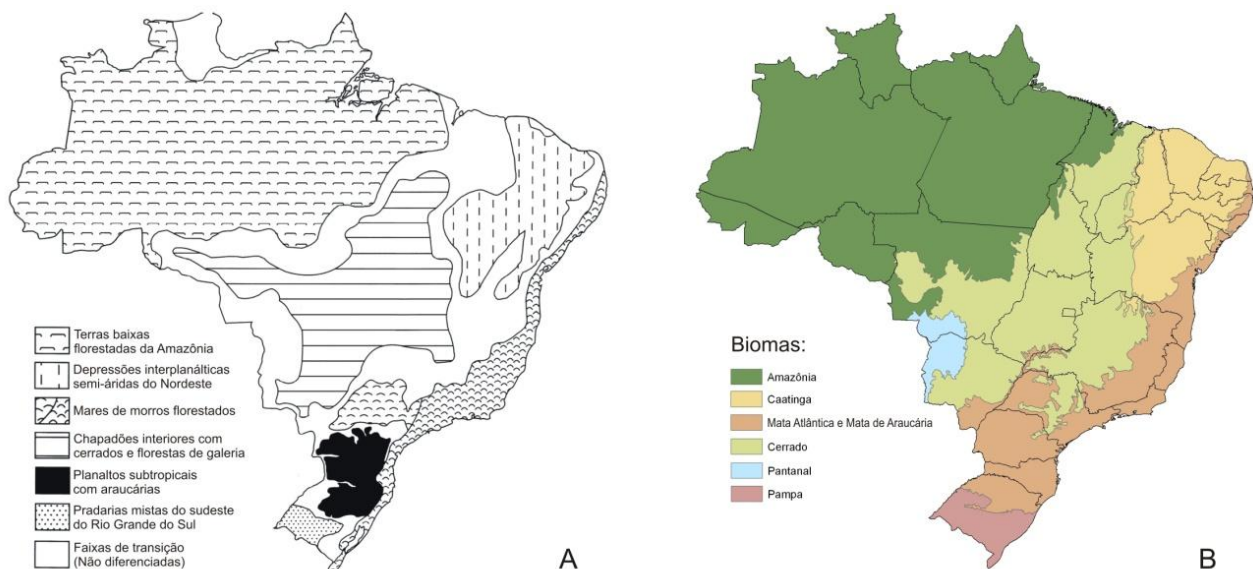 Terras baixas
florestadas da Amazônia
Depressões interplanálticas
semi-áridas do Nordeste
Mares de morros florestados
Chapadões interiores com
cerrados e florestas de galeria
Planaltos subtropicais
com araucárias
Pradarias mistas do sudeste
do Rio Grande do Sul
Faixas de transição
(Não diferenciadas)
A
Biomas:
Amazônia
Caatinga
Mata Atlântica e Mata de Araucária
Cerrado
Pantanal
Pampa
B